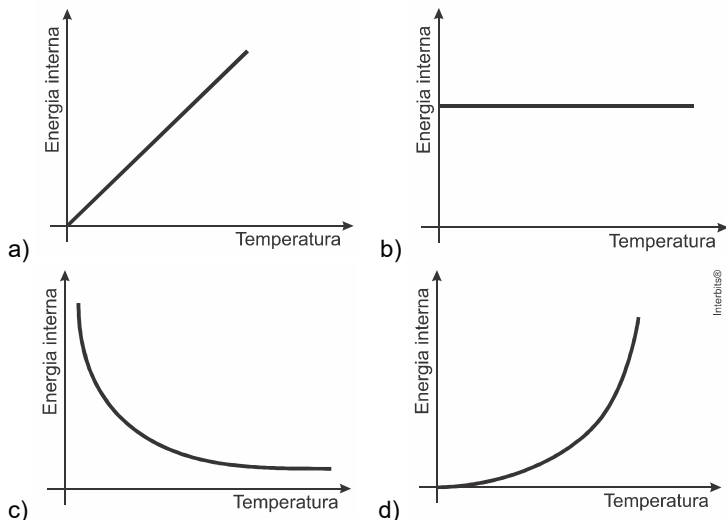 Energia interna
Temperatura
a)
Energia interna
Temperatura
b)
Energia interna
Temperatura
c)
Energia interna
Temperatura
d)
Interbits®